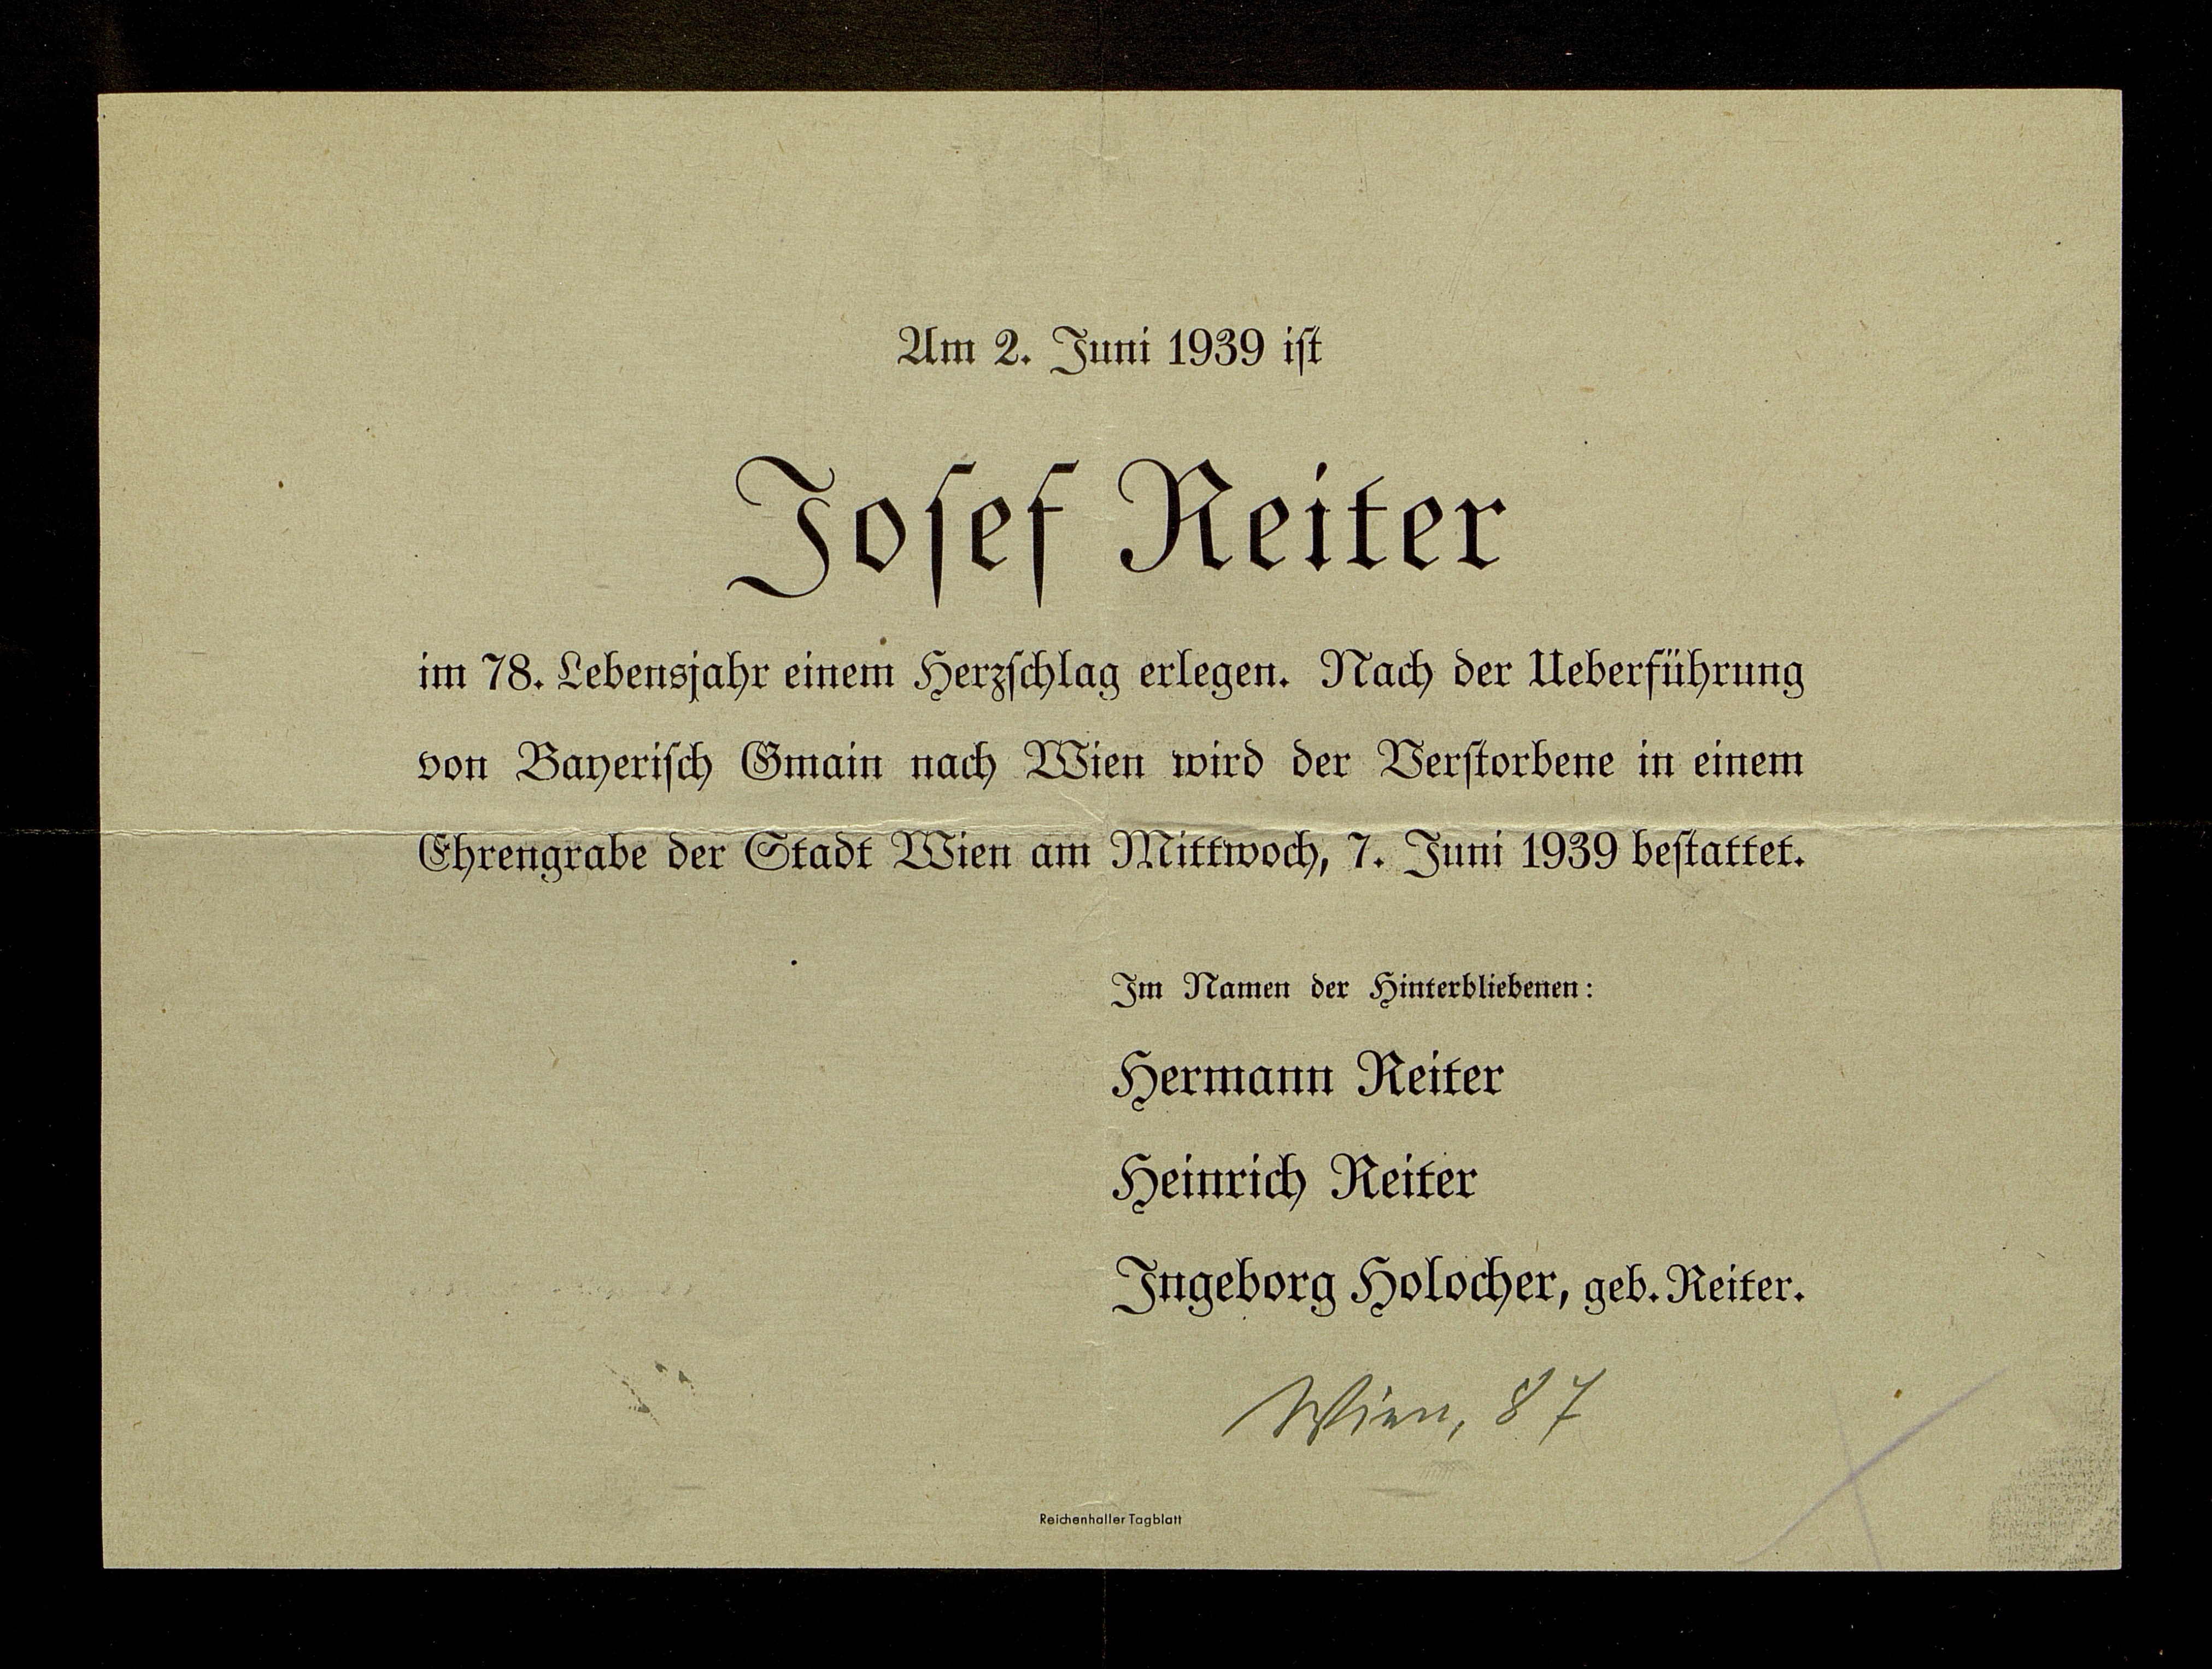 Am 2. Juni 1939 ist
Josef Reiter
im 78. Lebensjahr einem Herzschlag erlegen. Nach der Ueberführung
von Bayerisch Gmain nach Wien wird der Verstorbene in einem
Ehrengrabe der Stadt Wien am Mittwoch, 7. Juni 1939 bestattet.
Im Namen der Hinterbliebenen:
Hermann Reiter
Heinrich Reiter
Ingeborg Holocher, geb. Reiter.
Wien, 87
Reichenhaller Tagblatt